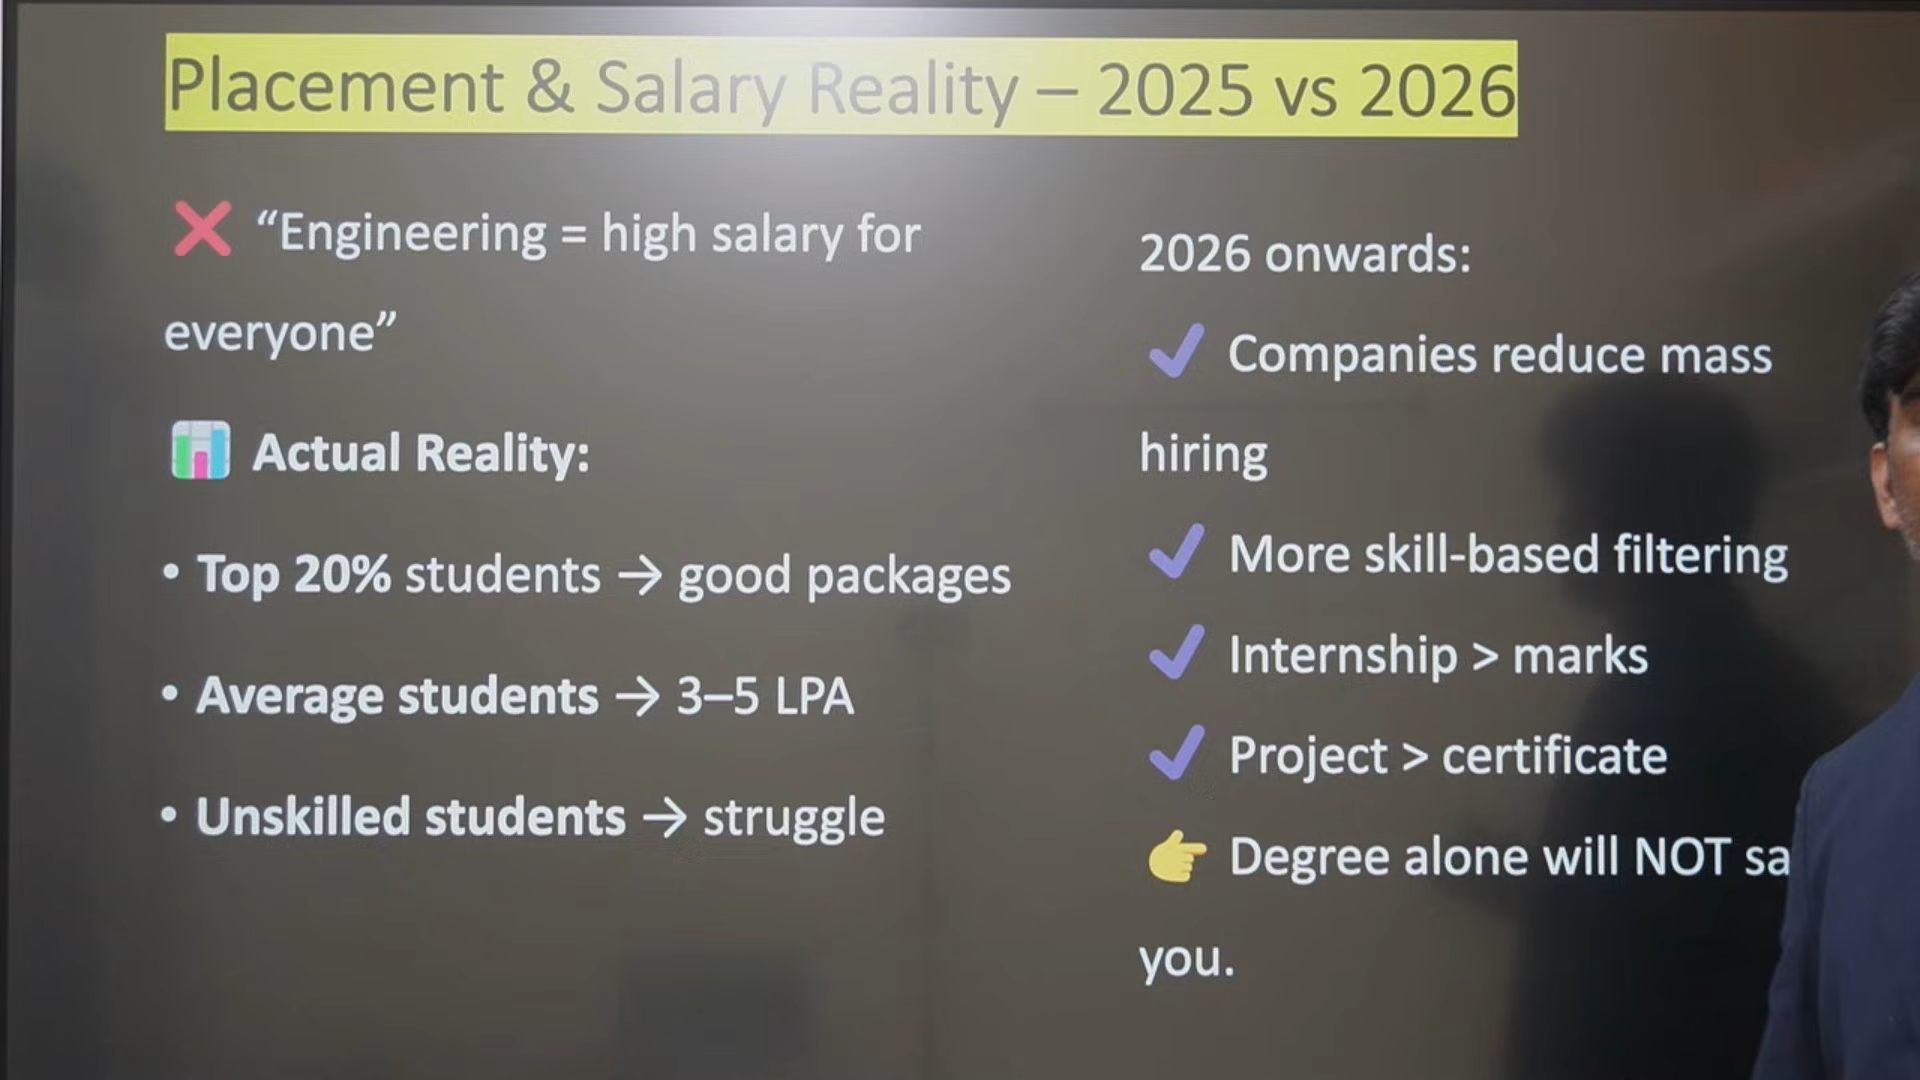 Placement & Salary Reality – 2025 vs 2026
❌ “Engineering = high salary for
everyone”
📊 Actual Reality:
• Top 20% students → good packages
• Average students → 3–5 LPA
• Unskilled students → struggle
2026 onwards:
✔ Companies reduce mass
hiring
✔ More skill-based filtering
✔ Internship > marks
✔ Project > certificate
👉 Degree alone will NOT sa
you.